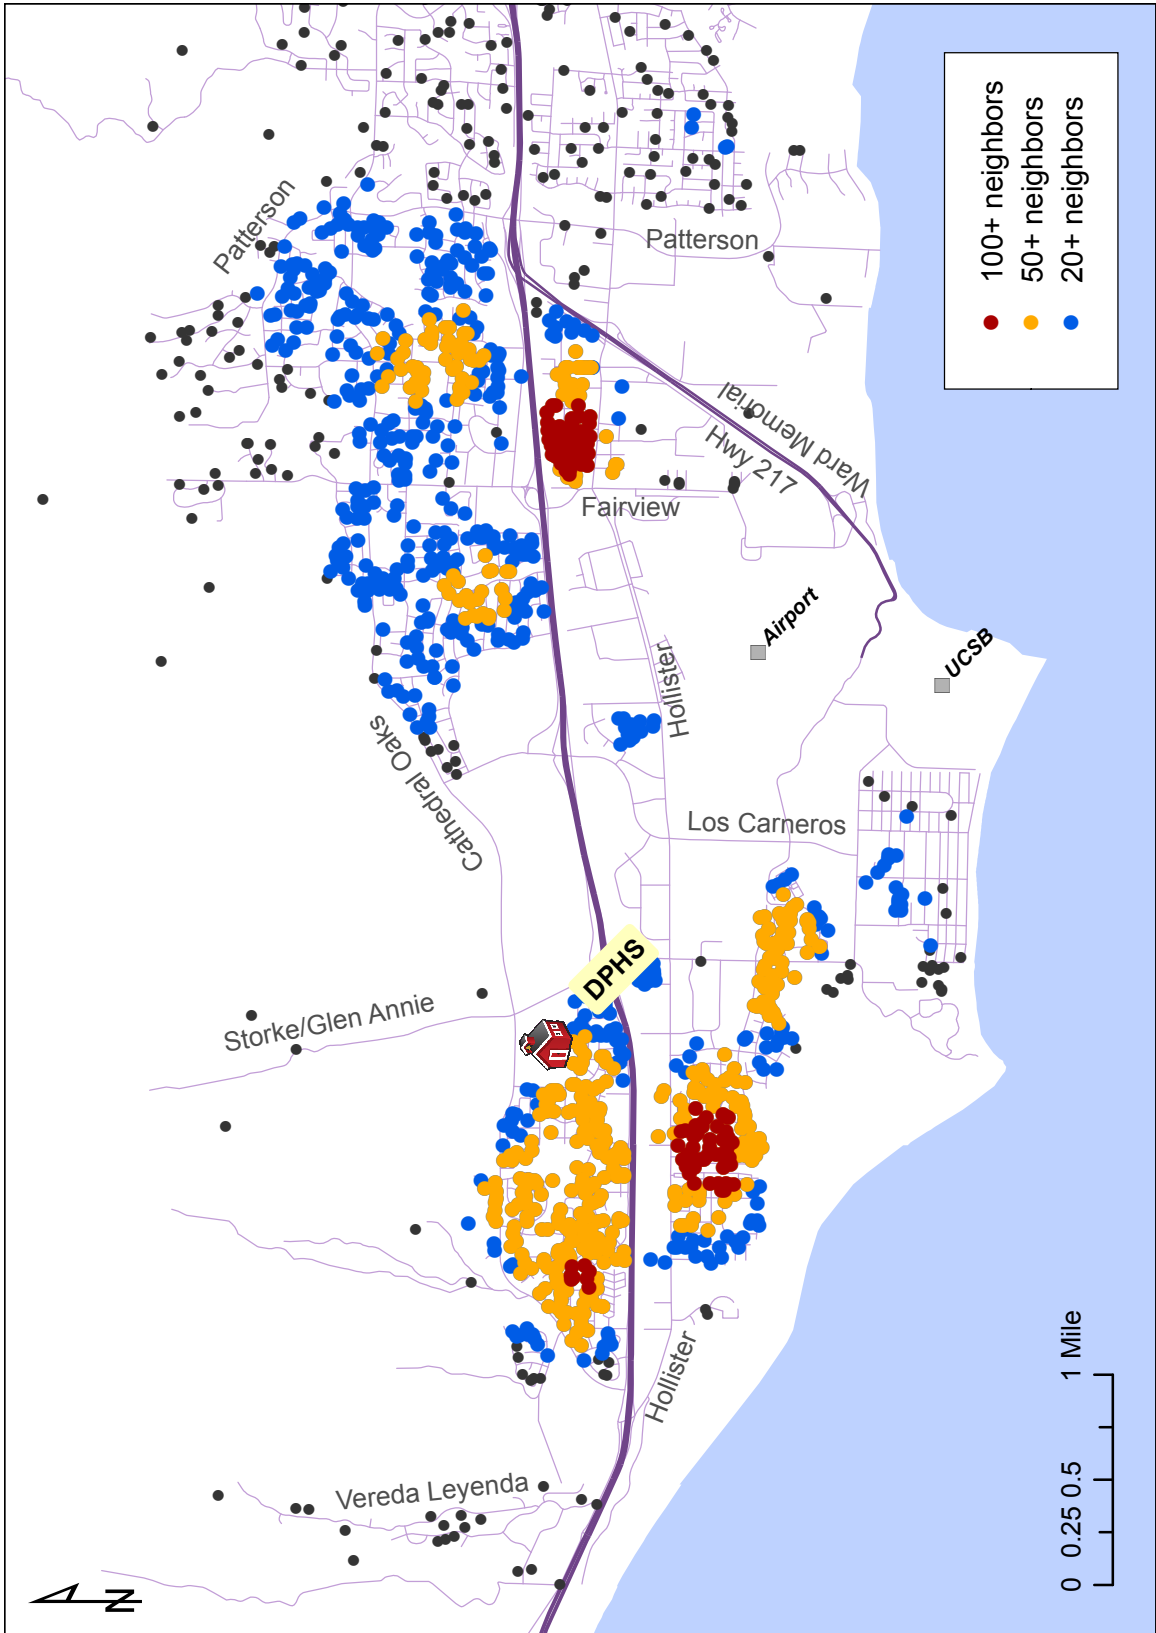 Patterson
Patterson
Ward Memorial
Hwy 217
Fairview
Airport
UCSB
Hollister
Cathedral Oaks
Los Carneros
DPHS
Storke/Glen Annie
Hollister
Vereda Leyenda
N
100+ neighbors
50+ neighbors
20+ neighbors
0 0.25 0.5 1 Mile